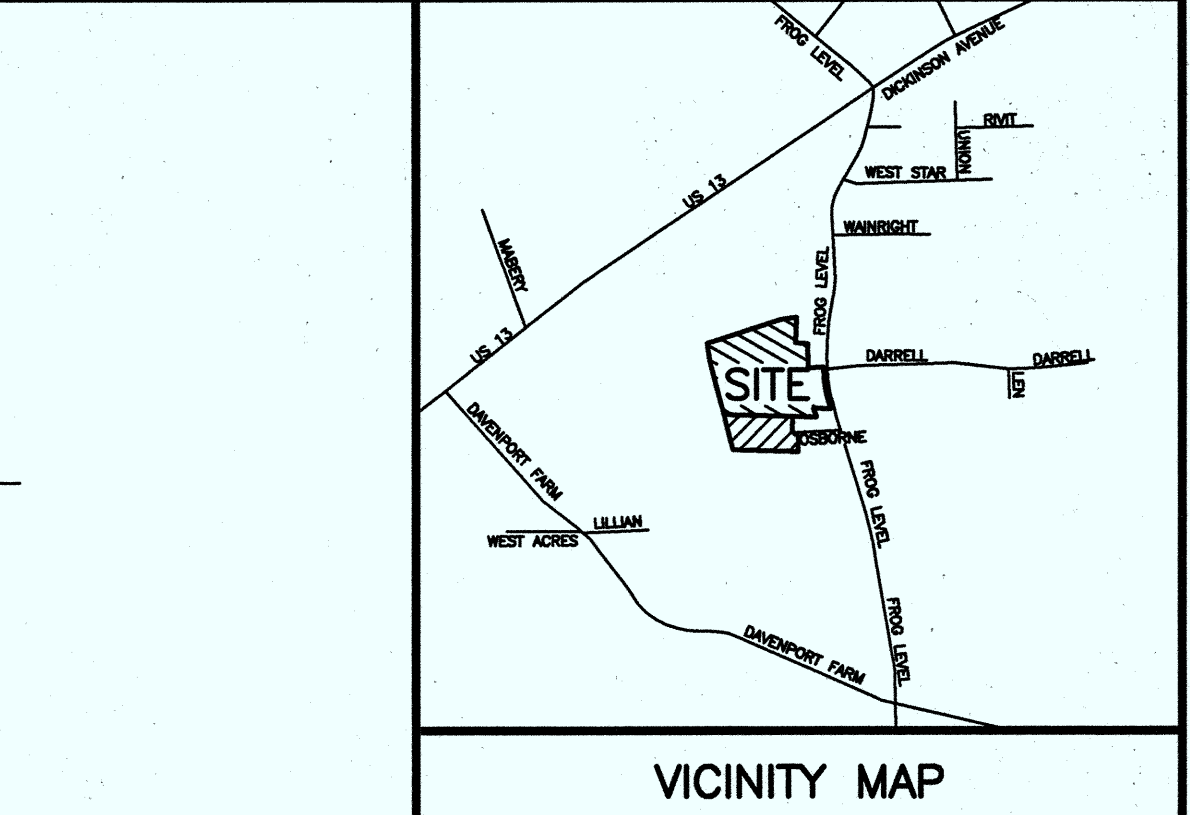 FROG LEVEL
DICKINSON AVENUE
RIVIT
UNION
WEST STAR
US 13
WAINRIGHT
MABERY
FROG LEVEL
US 13
DARRELL
DARRELL
LEN
SITE
DAVENPORT FARM
OSBORNE
FROG LEVEL
LILLIAN
WEST ACRES
FROG LEVEL
DAVENPORT FARM
VICINITY MAP